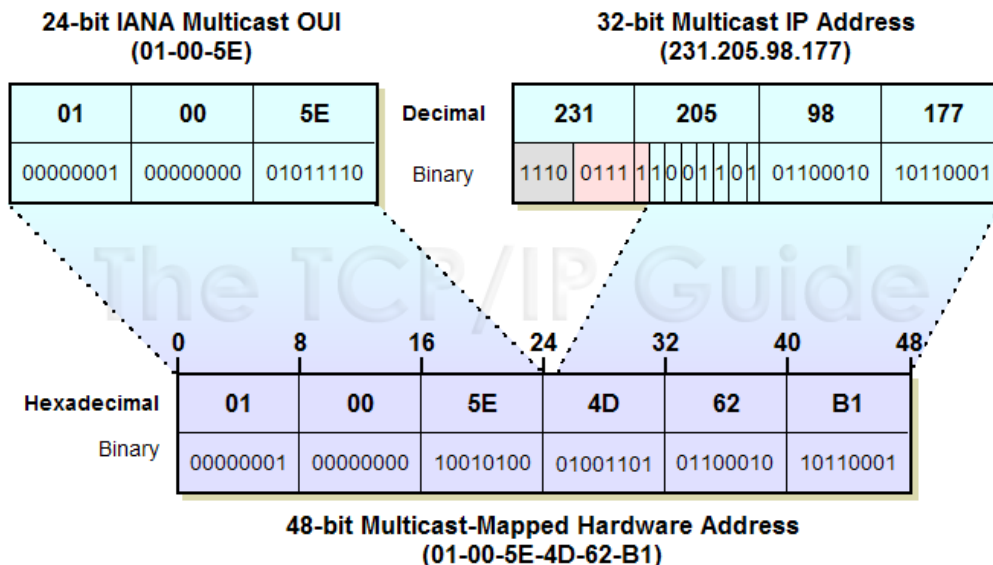 24-bit IANA Multicast OUI
(01-00-5E)
32-bit Multicast IP Address
(231.205.98.177)
01 00 5E
Decimal
231 205 98 177
00000001 00000000 01011110
Binary
1110 0111 1 1 0 0 1 1 0 1 01100010 10110001
The TCP/IP Guide
0 8 16 24 32 40 48
Hexadecimal
01 00 5E 4D 62 B1
Binary
00000001 00000000 10010100 01001101 01100010 10110001
48-bit Multicast-Mapped Hardware Address
(01-00-5E-4D-62-B1)